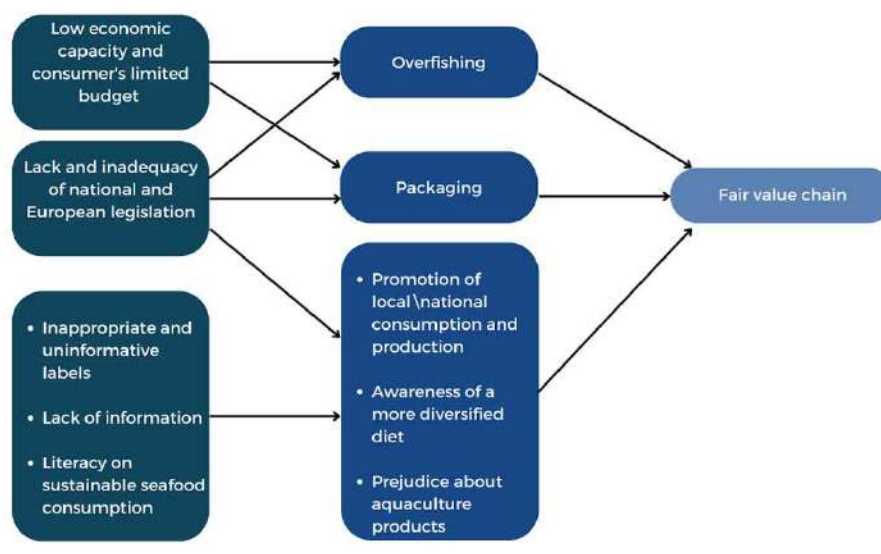 Low economic
capacity and
consumer's limited
budget
Lack and inadequacy
of national and
European legislation
• Inappropriate and
uninformative
labels
• Lack of information
• Literacy on
sustainable seafood
consumption
Overfishing
Packaging
• Promotion of
local\national
consumption and
production
• Awareness of a
more diversified
diet
• Prejudice about
aquaculture
products
Fair value chain